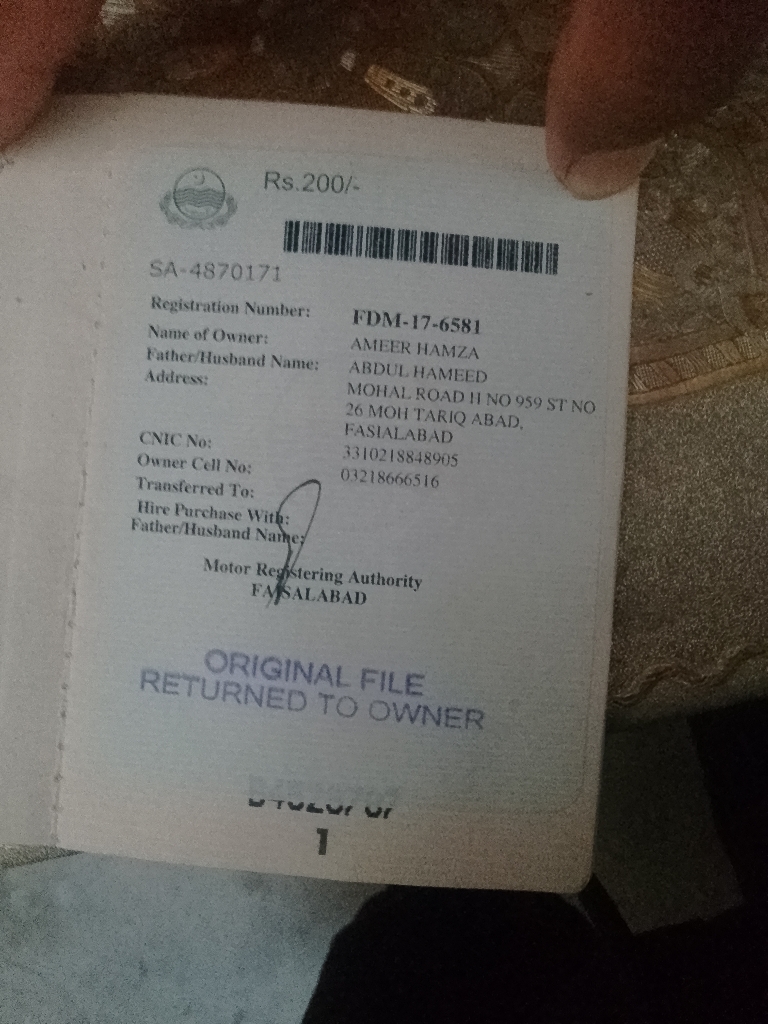 Rs.200/-
SA-4870171
Registration Number: FDM-17-6581
Name of Owner: AMEER HAMZA
Father/Husband Name: ABDUL HAMEED
Address: MOHAL ROAD H NO 959 ST NO
26 MOH TARIQ ABAD,
FASIALABAD
CNIC No: 3310218848905
Owner Cell No: 03218666516
Transferred To:
Hire Purchase With:
Father/Husband Name:
Motor Registering Authority
FAISALABAD
ORIGINAL FILE
RETURNED TO OWNER
1